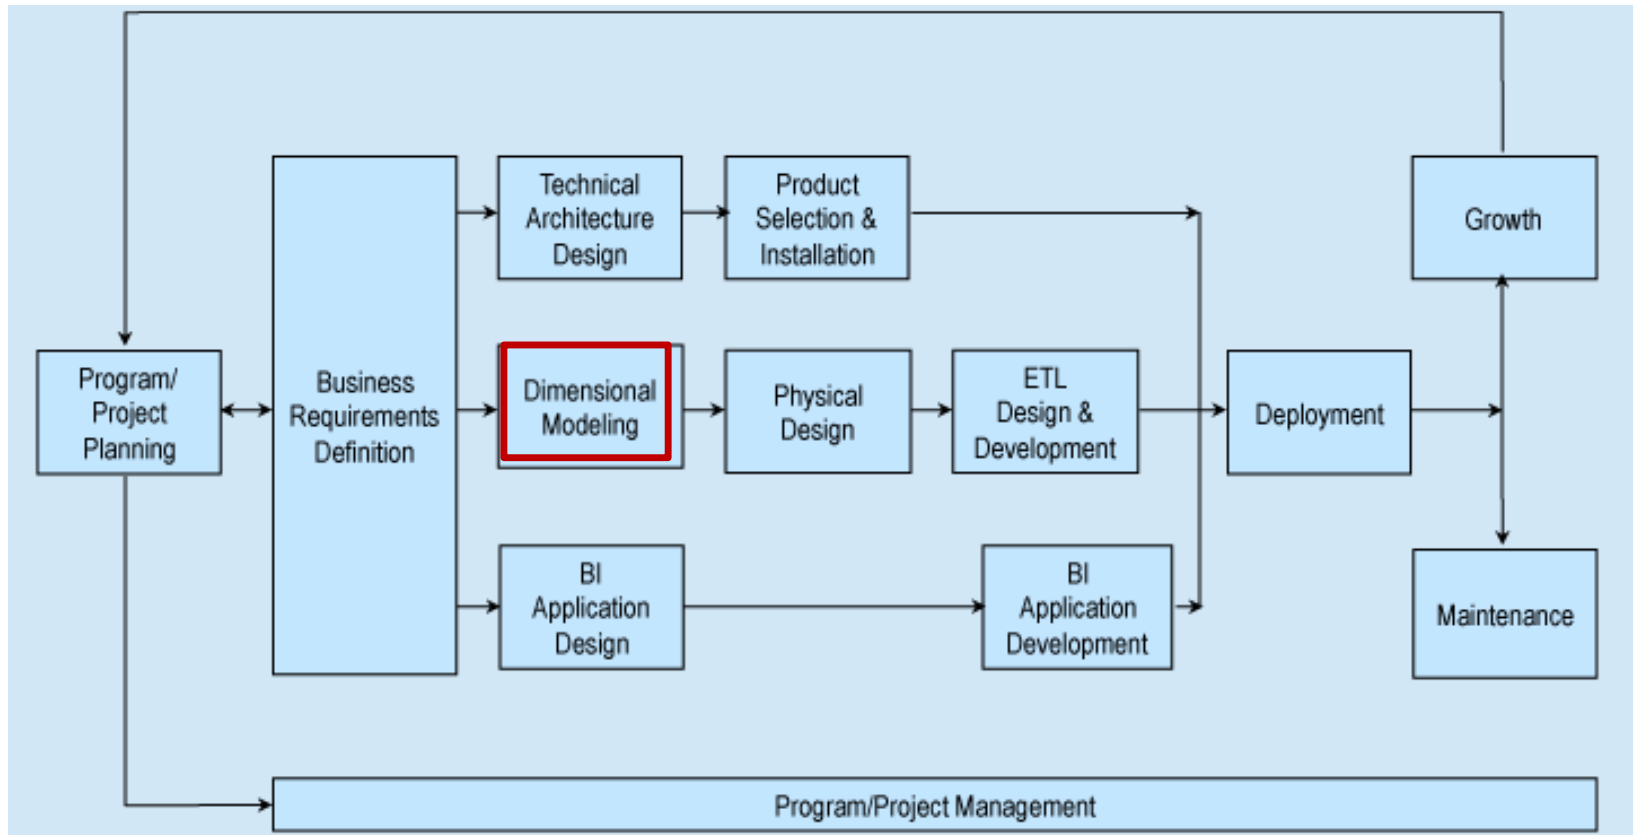 Technical
Architecture
Design
Product
Selection &
Installation
Growth
Program/
Project
Planning
Business
Requirements
Definition
Dimensional
Modeling
Physical
Design
ETL
Design &
Development
Deployment
BI
Application
Design
BI
Application
Development
Maintenance
Program/Project Management